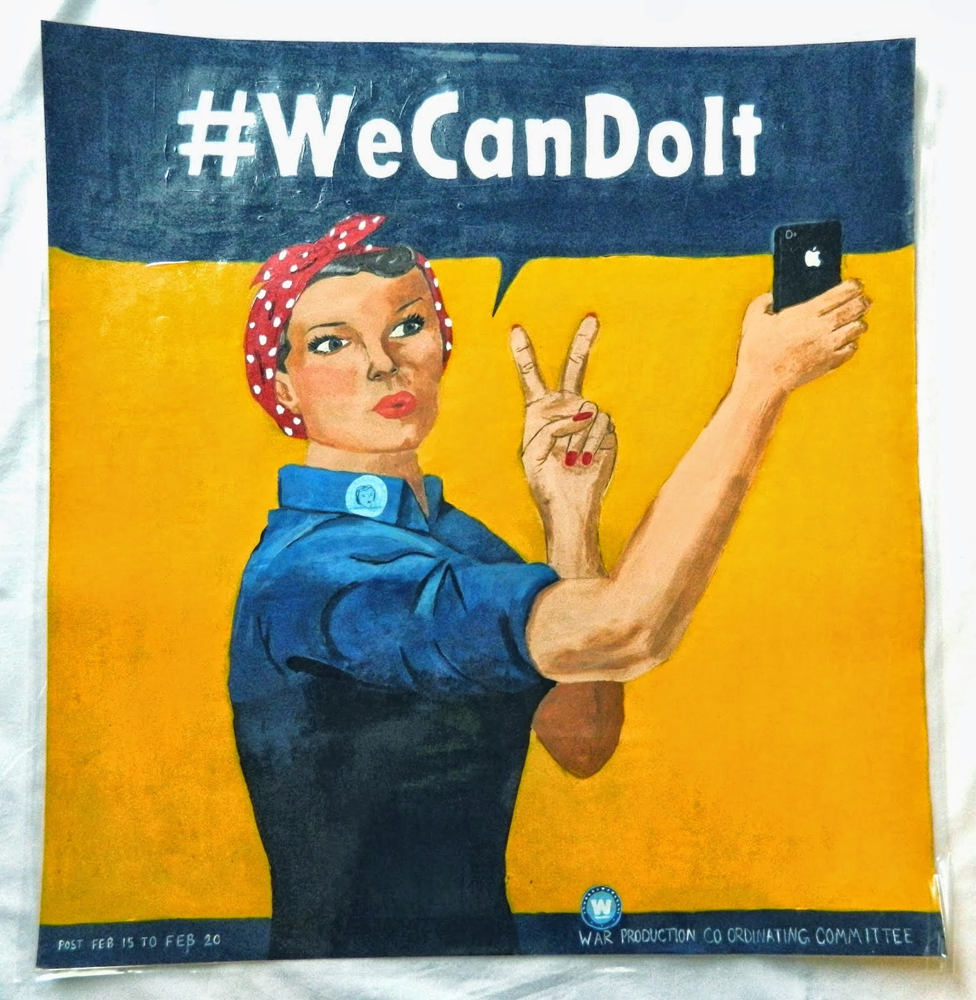 #WeCanDoIt
W
POST FEB 15 TO FEB 20
WAR PRODUCTION CO ORDINATING COMMITTEE